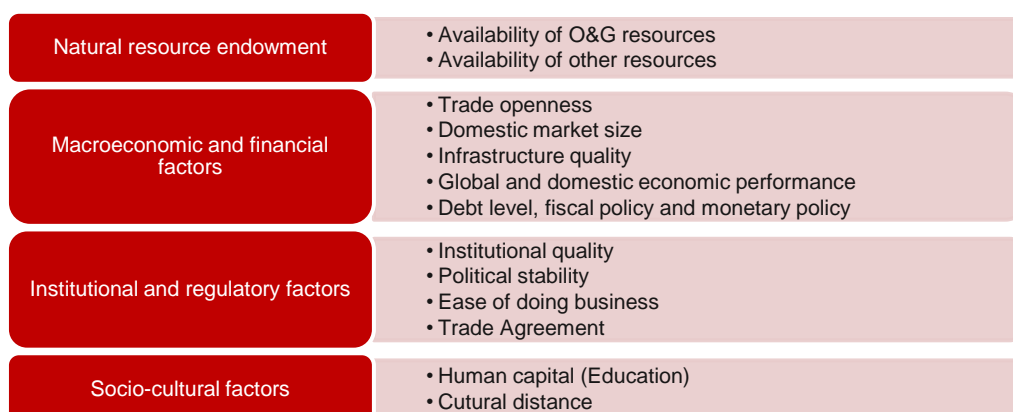 Natural resource endowment
• Availability of O&G resources
• Availability of other resources
Macroeconomic and financial
factors
• Trade openness
• Domestic market size
• Infrastructure quality
• Global and domestic economic performance
• Debt level, fiscal policy and monetary policy
Institutional and regulatory factors
• Institutional quality
• Political stability
• Ease of doing business
• Trade Agreement
Socio-cultural factors
• Human capital (Education)
• Cutural distance